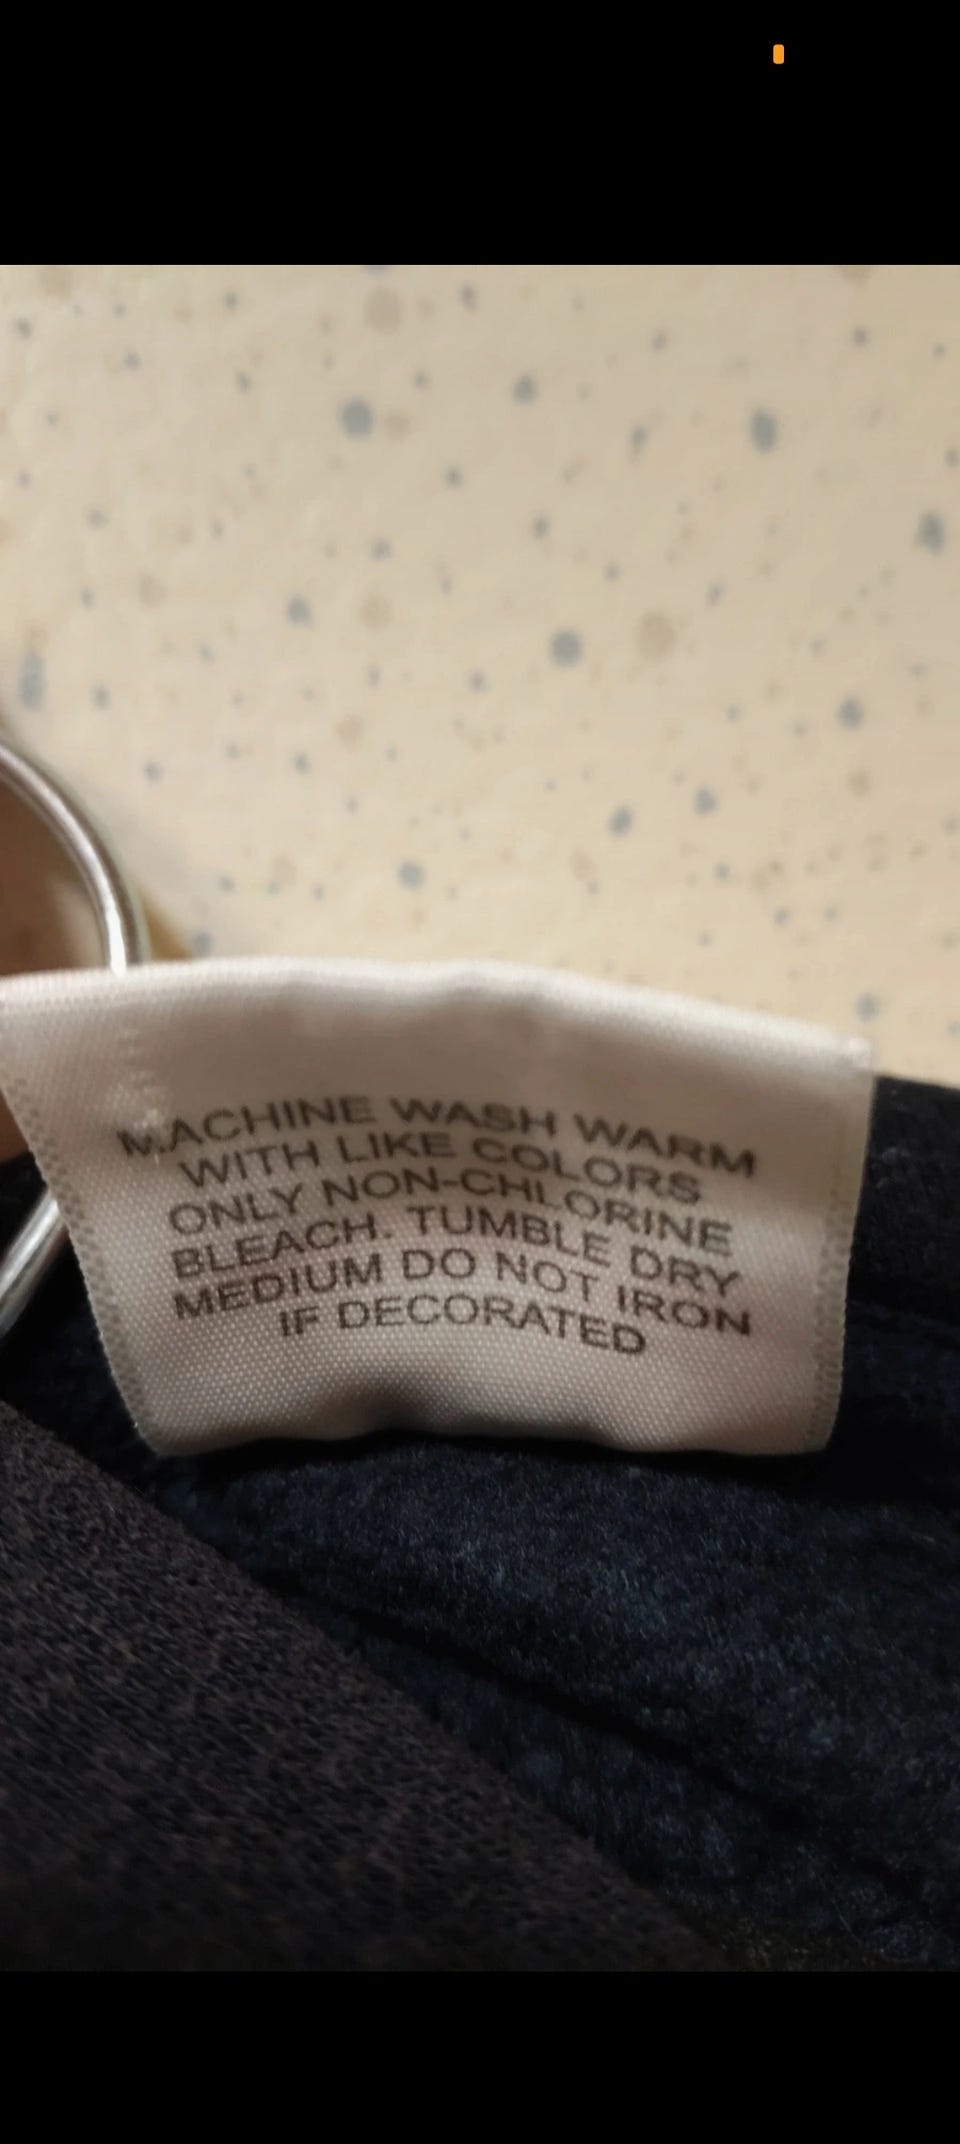 MACHINE WASH WARM
WITH LIKE COLORS
ONLY NON-CHLORINE
BLEACH. TUMBLE DRY
MEDIUM DO NOT IRON
IF DECORATED